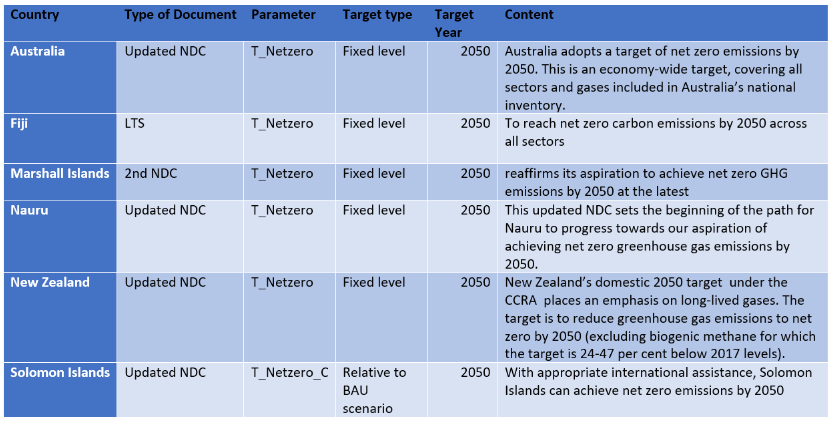 Country Type of Document Parameter Target type Target Year Content
Australia Updated NDC T_Netzero Fixed level 2050 Australia adopts a target of net zero emissions by
2050. This is an economy-wide target, covering all
sectors and gases included in Australia's national
inventory.
Fiji LTS T_Netzero Fixed level 2050 To reach net zero carbon emissions by 2050 across
all sectors
Marshall Islands 2nd NDC T_Netzero Fixed level 2050 reaffirms its aspiration to achieve net zero GHG
emissions by 2050 at the latest
Nauru Updated NDC T_Netzero Fixed level 2050 This updated NDC sets the beginning of the path for
Nauru to progress towards our aspiration of
achieving net zero greenhouse gas emissions by
2050.
New Zealand Updated NDC T_Netzero Fixed level 2050 New Zealand's domestic 2050 target under the
CCRA places an emphasis on long-lived gases. The
target is to reduce greenhouse gas emissions to net
zero by 2050 (excluding biogenic methane for which
the target is 24-47 per cent below 2017 levels).
Solomon Islands Updated NDC T_Netzero_C Relative to BAU scenario 2050 With appropriate international assistance, Solomon
Islands can achieve net zero emissions by 2050